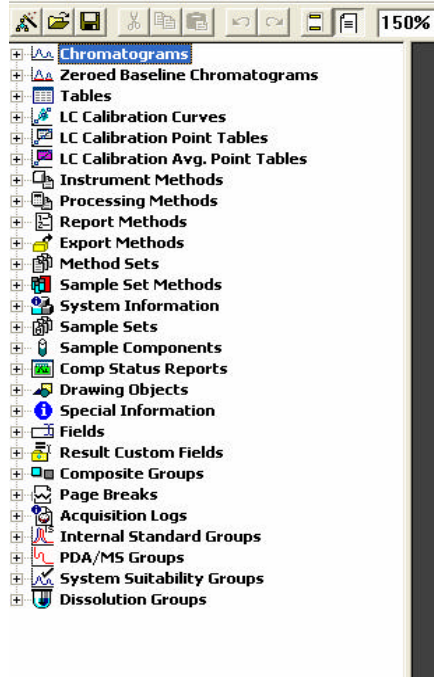 150%
Chromatograms
Zeroed Baseline Chromatograms
Tables
LC Calibration Curves
LC Calibration Point Tables
LC Calibration Avg. Point Tables
Instrument Methods
Processing Methods
Report Methods
Export Methods
Method Sets
Sample Set Methods
System Information
Sample Sets
Sample Components
Comp Status Reports
Drawing Objects
Special Information
Fields
Result Custom Fields
Composite Groups
Page Breaks
Acquisition Logs
Internal Standard Groups
PDA/MS Groups
System Suitability Groups
Dissolution Groups